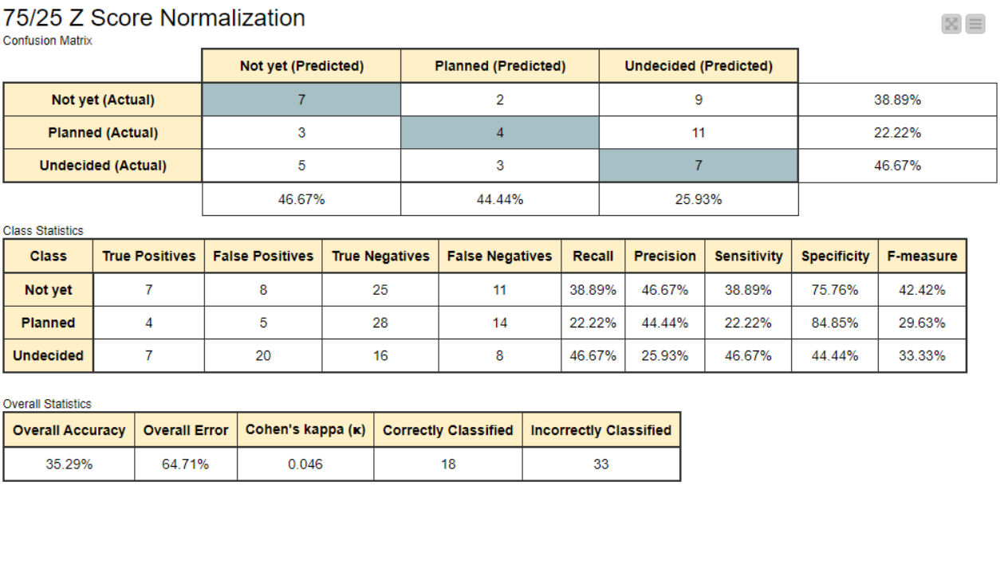 75/25 Z Score Normalization
Confusion Matrix
Not yet (Predicted) Planned (Predicted) Undecided (Predicted)
Not yet (Actual) 7 2 9 38.89%
Planned (Actual) 3 4 11 22.22%
Undecided (Actual) 5 3 7 46.67%
46.67% 44.44% 25.93%
Class Statistics
Class True Positives False Positives True Negatives False Negatives Recall Precision Sensitivity Specificity F-measure
Not yet 7 8 25 11 38.89% 46.67% 38.89% 75.76% 42.42%
Planned 4 5 28 14 22.22% 44.44% 22.22% 84.85% 29.63%
Undecided 7 20 16 8 46.67% 25.93% 46.67% 44.44% 33.33%
Overall Statistics
Overall Accuracy Overall Error Cohen's kappa (κ) Correctly Classified Incorrectly Classified
35.29% 64.71% 0.046 18 33